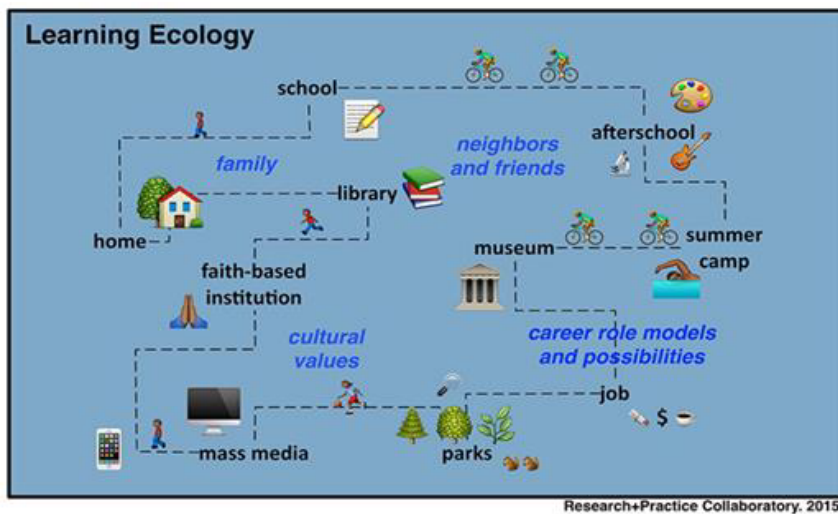 Learning Ecology
school
afterschool
family
neighbors
and friends
library
home
museum
summer
camp
faith-based
institution
cultural
values
career role models
and possibilities
job
$
mass media
parks
Research+Practice Collaboratory. 2015